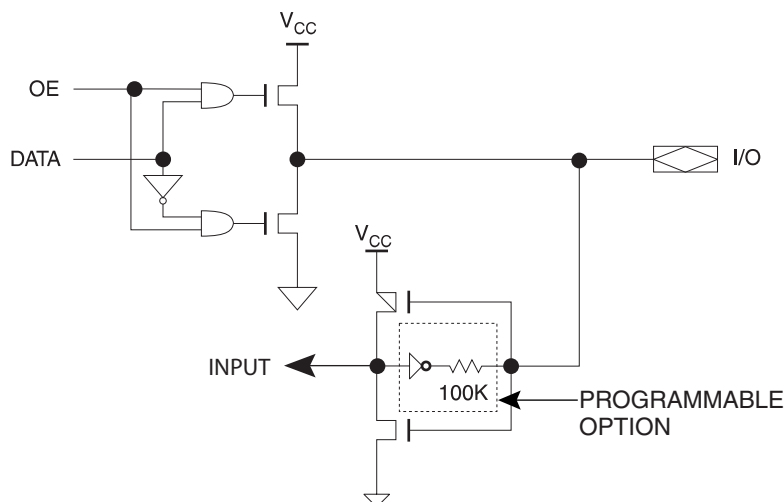 VCC
OE
DATA
I/O
VCC
INPUT
100K
PROGRAMMABLE
OPTION